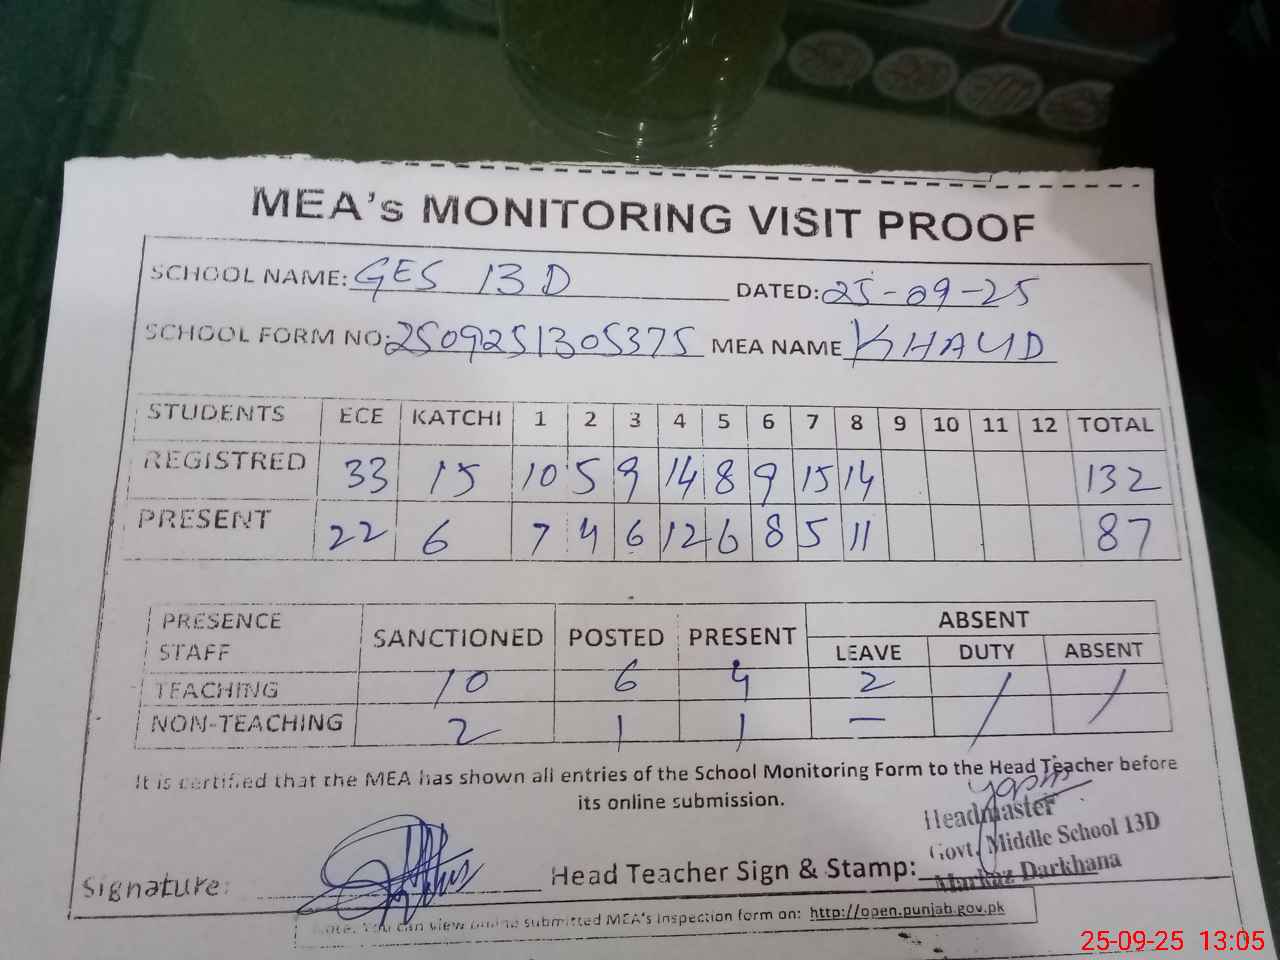 MEA's MONITORING VISIT PROOF
SCHOOL NAME: GES 13D DATED: 25-09-25
SCHOOL FORM NO: 2509251305375 MEA NAME KHALID
STUDENTS ECE KATCHI 1 2 3 4 5 6 7 8 9 10 11 12 TOTAL
REGISTRED 33 15 10 5 9 14 8 9 15 14 132
PRESENT 22 6 7 4 6 12 6 8 5 11 87
PRESENCE STAFF SANCTIONED POSTED PRESENT ABSENT
LEAVE DUTY ABSENT
TEACHING 10 6 4 2 / /
NON-TEACHING 2 1 1 —
It is certified that the MEA has shown all entries of the School Monitoring Form to the Head Teacher before
its online submission.
Headmaster
Govt. Middle School 13D
Markaz Darkhana
Signature: Head Teacher Sign & Stamp:
Note. You can view online submitted MEA's Inspection form on: http://open.punjab.gov.pk
25-09-25 13:05